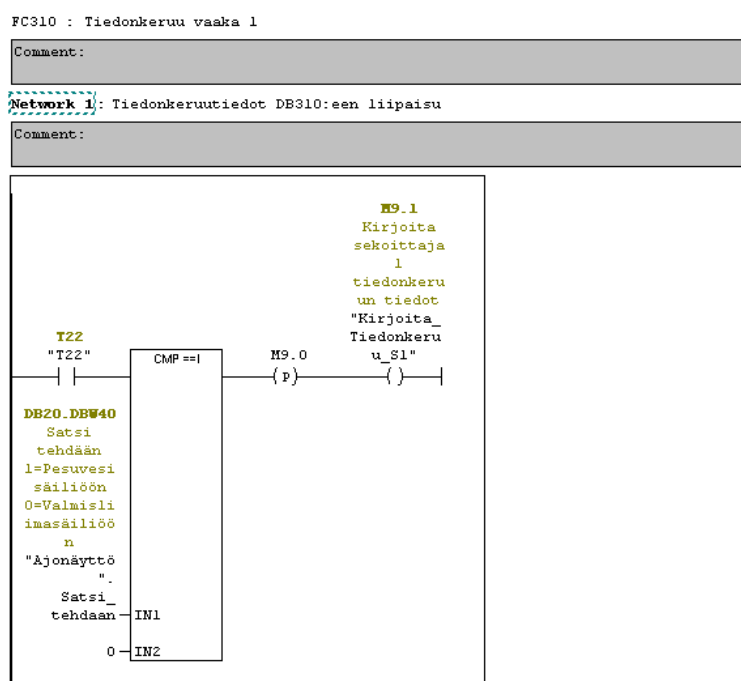 FC310 : Tiedonkeruu vaaka 1
Comment:
Network 1: Tiedonkeruutiedot DB310:een liipaisu
Comment:
M9.1
Kirjoita
sekoittaja
1
tiedonkeru
un tiedot
"Kirjoita_
Tiedonkeru
u_S1"
T22
"T22"
CMP ==I
M9.0
(P)
( )
DB20.DBW40
Satsi
tehdään
1=Pesuvesi
säiliöön
0=Valmisli
imasäiliöö
n
"Ajonäyttö
".
Satsi_
tehdaan
IN1
0
IN2